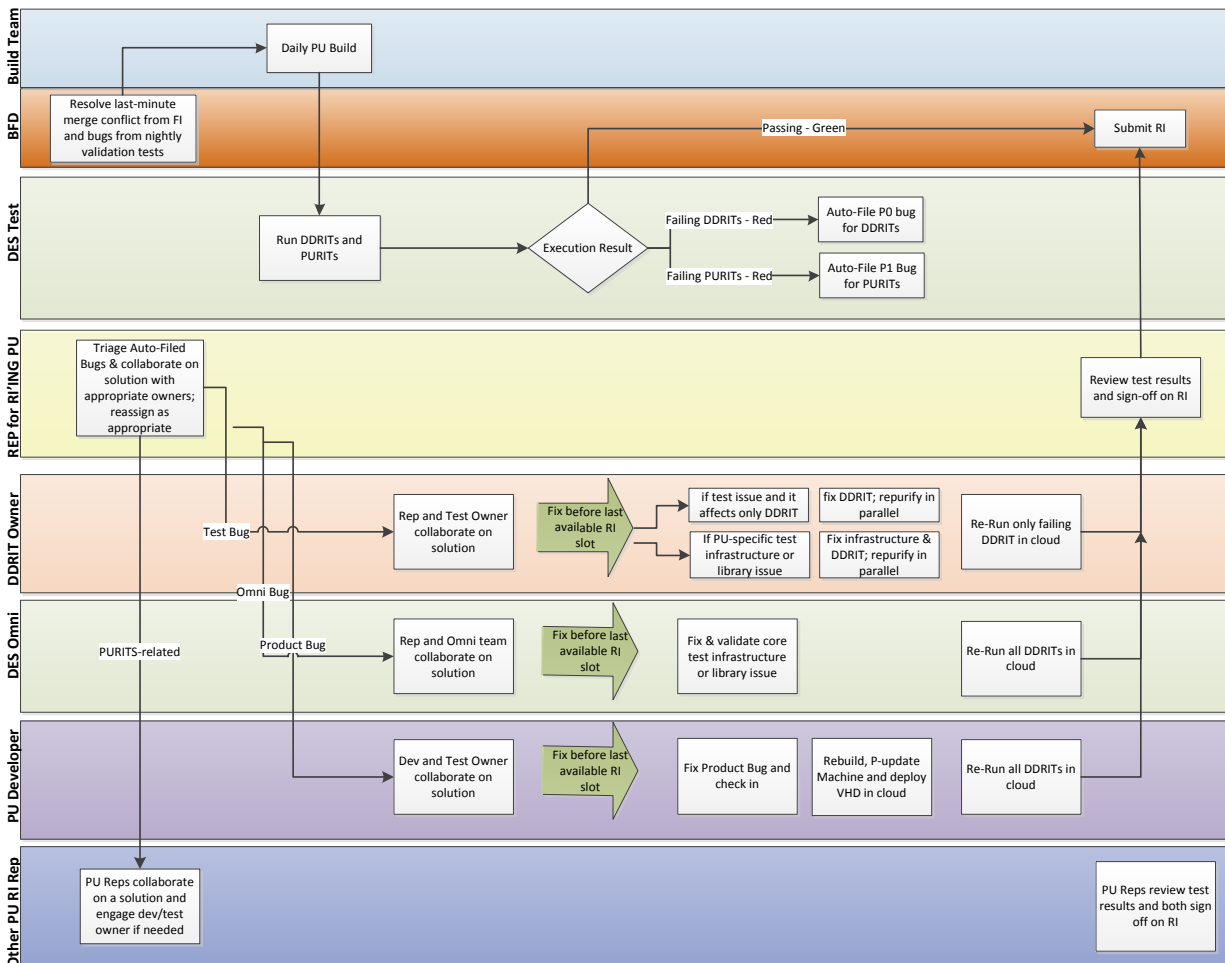 Build Team
Daily PU Build
BFD
Resolve last-minute
merge conflict from FI
and bugs from nightly
validation tests
Passing - Green
Submit RI
DES Test
Run DDRITs and
PURITs
Execution Result
Failing DDRITs - Red
Auto-File P0 bug
for DDRITs
Failing PURITs - Red
Auto-File P1 Bug
for PURITs
REP for RI'ING PU
Triage Auto-Filed
Bugs & collaborate on
solution with
appropriate owners;
reassign as
appropriate
Review test results
and sign-off on RI
DDRIT Owner
Test Bug
Rep and Test Owner
collaborate on
solution
Fix before last
available RI
slot
if test issue and it
affects only DDRIT
fix DDRIT; repurify in
parallel
If PU-specific test
infrastructure or
library issue
Fix infrastructure &
DDRIT; repurify in
parallel
Re-Run only failing
DDRIT in cloud
Omni Bug
DES Omni
PURITS-related
Product Bug
Rep and Omni team
collaborate on
solution
Fix before last
available RI
slot
Fix & validate core
test infrastructure
or library issue
Re-Run all DDRITs in
cloud
PU Developer
Dev and Test Owner
collaborate on
solution
Fix before last
available RI
slot
Fix Product Bug and
check in
Rebuild, P-update
Machine and deploy
VHD in cloud
Re-Run all DDRITs in
cloud
Other PU RI Rep
PU Reps collaborate
on a solution and
engage dev/test
owner if needed
PU Reps review test
results and both sign
off on RI